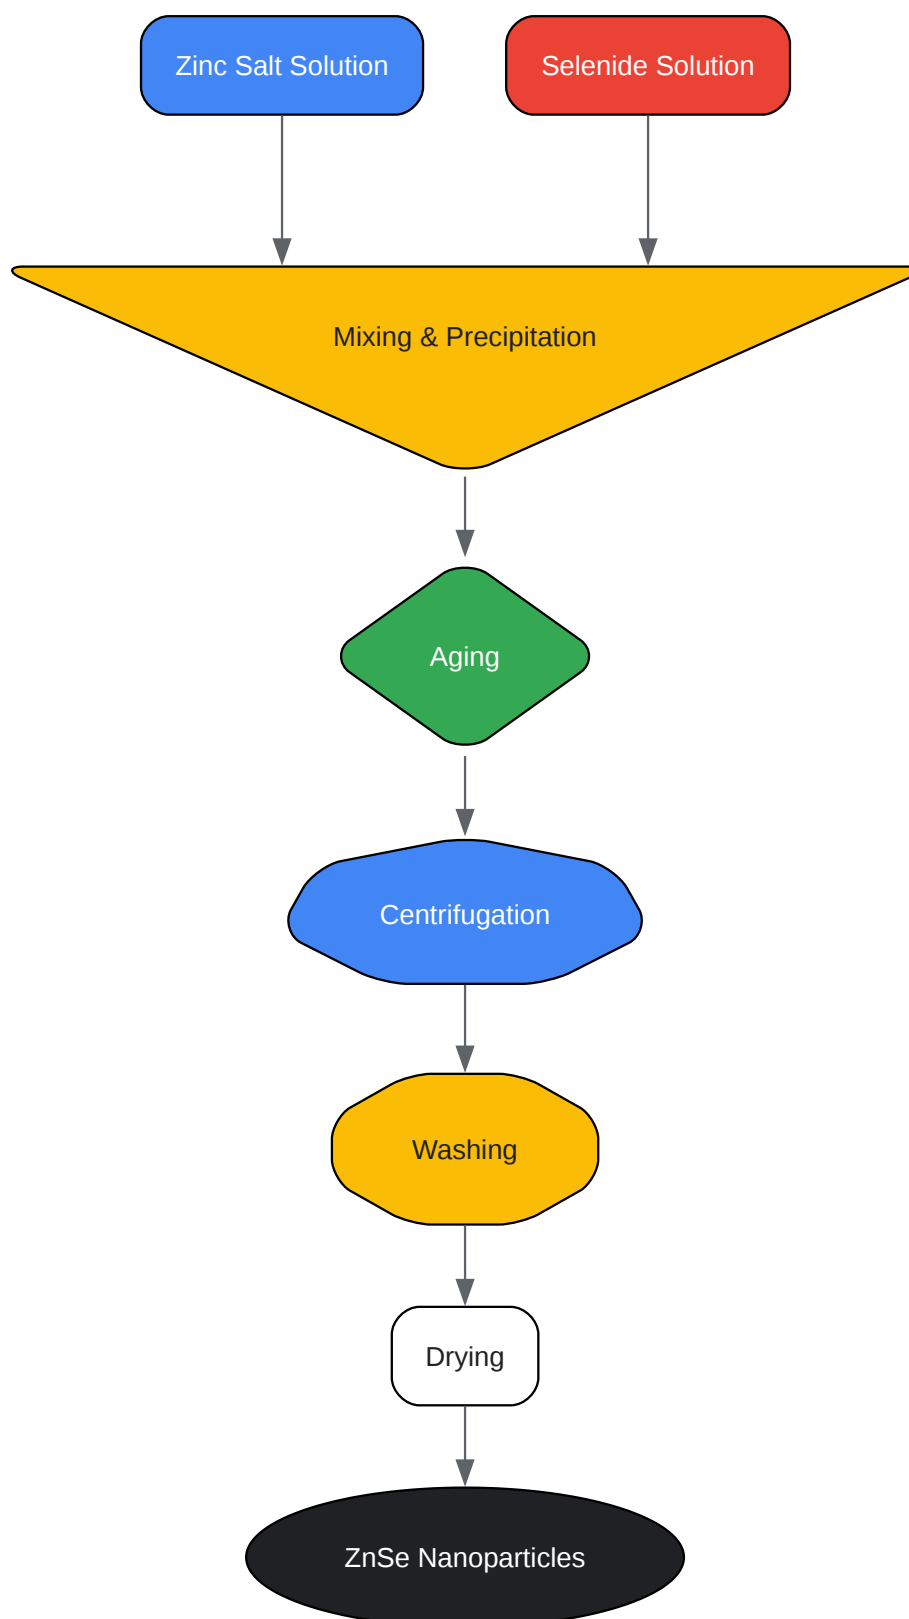 Zinc Salt Solution
Selenide Solution
Mixing & Precipitation
Aging
Centrifugation
Washing
Drying
ZnSe Nanoparticles